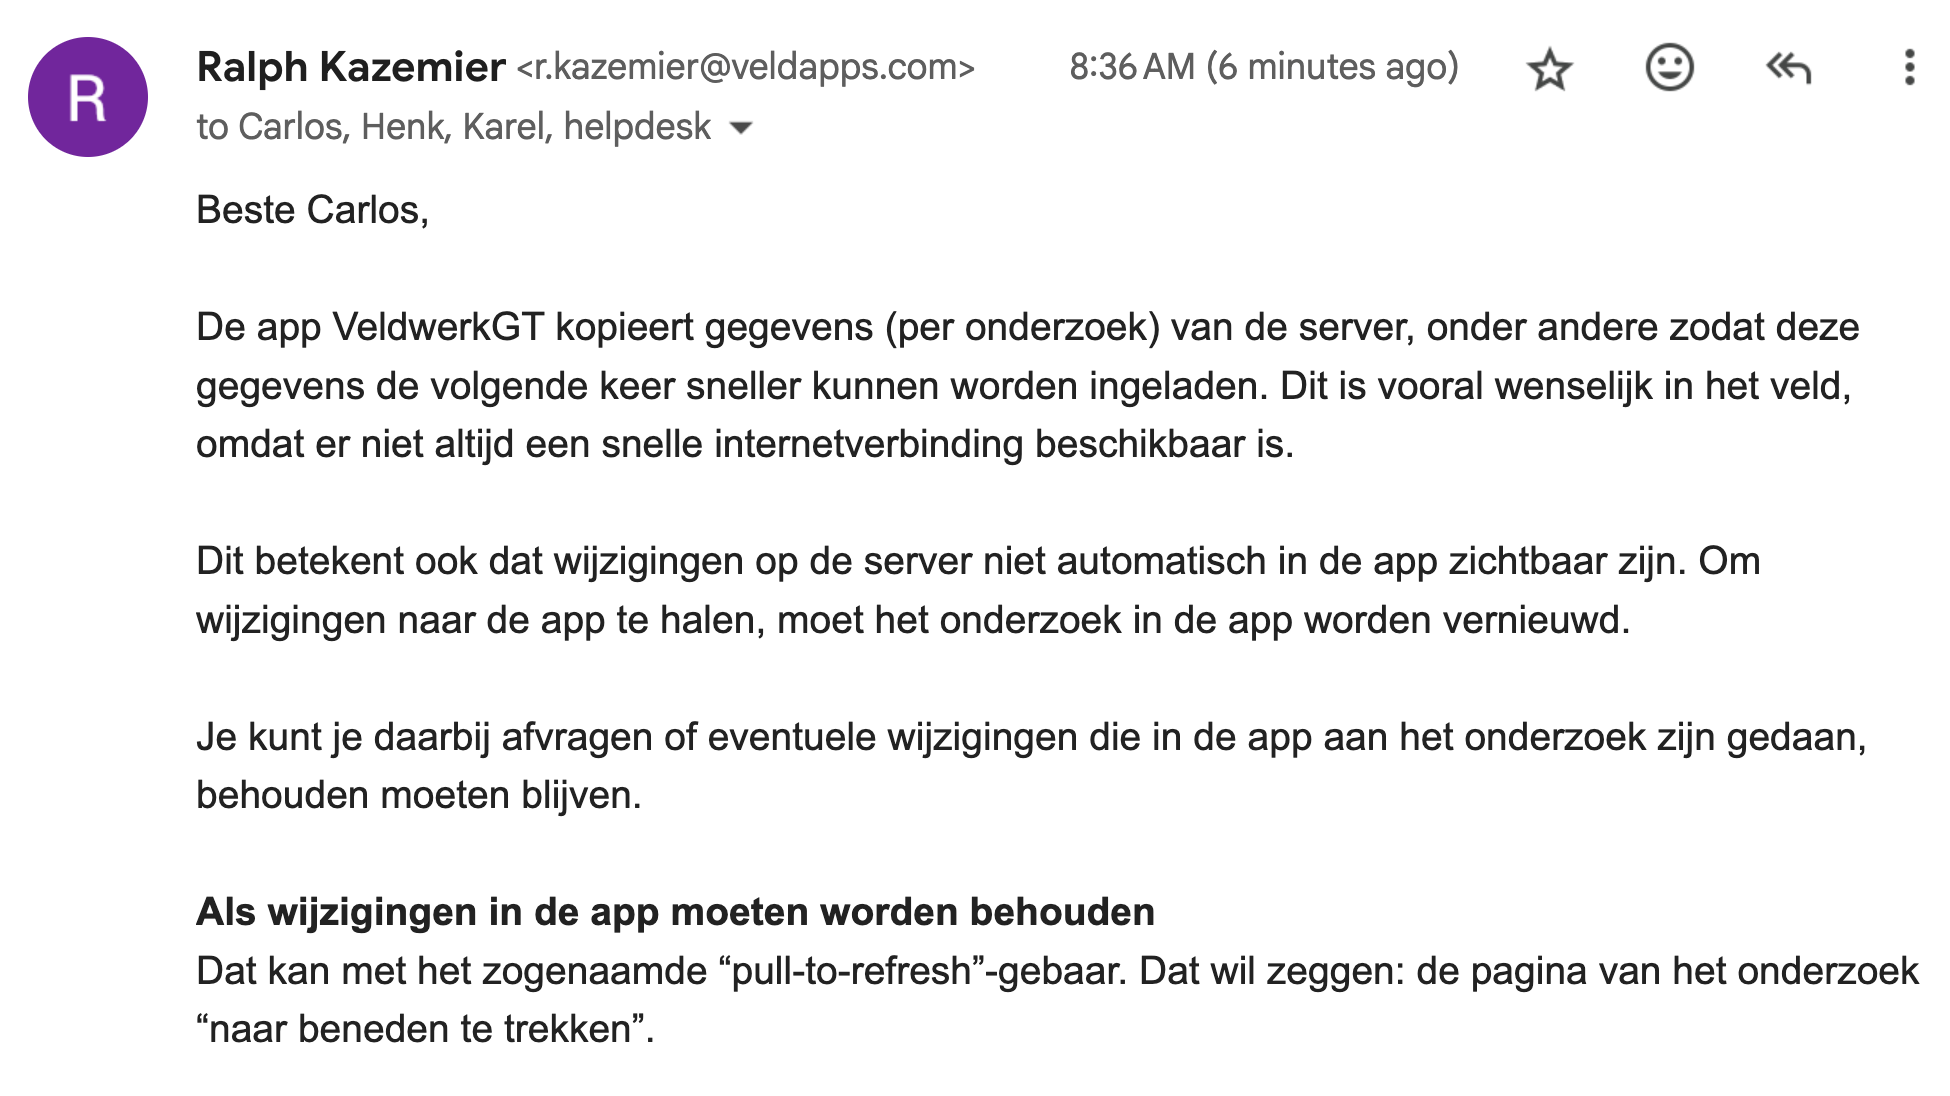 R
Ralph Kazemier <r.kazemier@veldapps.com> 8:36 AM (6 minutes ago)
to Carlos, Henk, Karel, helpdesk
Beste Carlos,
De app VeldwerkGT kopieert gegevens (per onderzoek) van de server, onder andere zodat deze
gegevens de volgende keer sneller kunnen worden ingeladen. Dit is vooral wenselijk in het veld,
omdat er niet altijd een snelle internetverbinding beschikbaar is.
Dit betekent ook dat wijzigingen op de server niet automatisch in de app zichtbaar zijn. Om
wijzigingen naar de app te halen, moet het onderzoek in de app worden vernieuwd.
Je kunt je daarbij afvragen of eventuele wijzigingen die in de app aan het onderzoek zijn gedaan,
behouden moeten blijven.
Als wijzigingen in de app moeten worden behouden
Dat kan met het zogenaamde “pull-to-refresh”-gebaar. Dat wil zeggen: de pagina van het onderzoek
“naar beneden te trekken”.